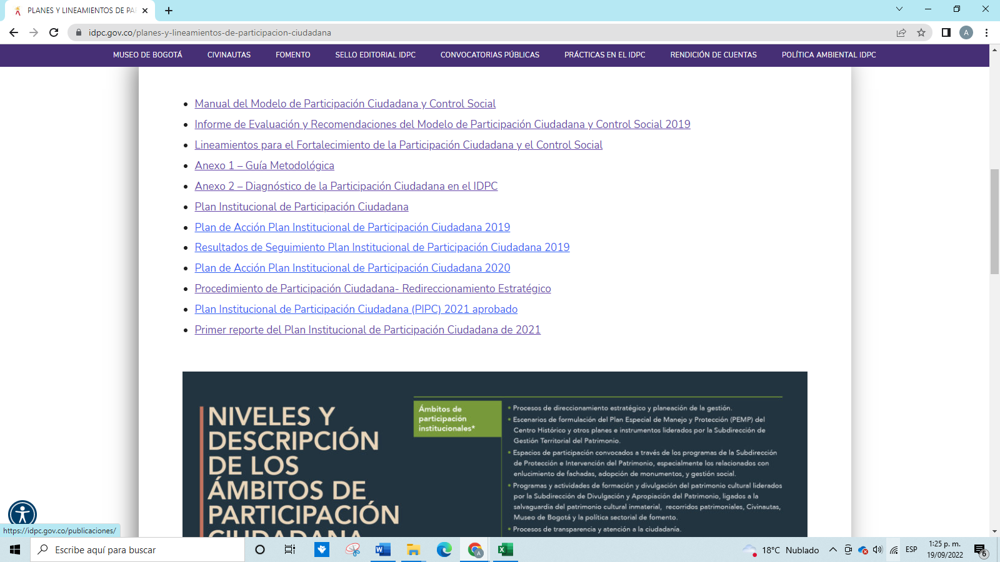 PLANES Y LINEAMIENTOS DE PA
idpc.gov.co/planes-y-lineamientos-de-participacion-ciudadana
A
MUSEO DE BOGOTÁ CIVINAUTAS FOMENTO SELLO EDITORIAL IDPC CONVOCATORIAS PÚBLICAS PRÁCTICAS EN EL IDPC RENDICIÓN DE CUENTAS POLÍTICA AMBIENTAL IDPC
• Manual del Modelo de Participación Ciudadana y Control Social
• Informe de Evaluación y Recomendaciones del Modelo de Participación Ciudadana y Control Social 2019
• Lineamientos para el Fortalecimiento de la Participación Ciudadana y el Control Social
• Anexo 1 – Guía Metodológica
• Anexo 2 – Diagnóstico de la Participación Ciudadana en el IDPC
• Plan Institucional de Participación Ciudadana
• Plan de Acción Plan Institucional de Participación Ciudadana 2019
• Resultados de Seguimiento Plan Institucional de Participación Ciudadana 2019
• Plan de Acción Plan Institucional de Participación Ciudadana 2020
• Procedimiento de Participación Ciudadana- Redireccionamiento Estratégico
• Plan Institucional de Participación Ciudadana (PIPC) 2021 aprobado
• Primer reporte del Plan Institucional de Participación Ciudadana de 2021
NIVELES Y
DESCRIPCIÓN
DE LOS
ÁMBITOS DE
PARTICIPACIÓN
CIUDADANA
Ámbitos de
participación
institucionales*
• Procesos de direccionamiento estratégico y planeación de la gestión.
• Escenarios de formulación del Plan Especial de Manejo y Protección (PEMP) del
Centro Histórico y otros planes e instrumentos liderados por la Subdirección de
Gestión Territorial del Patrimonio.
• Espacios de participación convocados a través de los programas de la Subdirección
de Protección e Intervención del Patrimonio, especialmente los relacionados con
enlucimiento de fachadas, adopción de monumentos, y gestión social.
• Programas y actividades de formación y divulgación del patrimonio cultural liderados
por la Subdirección de Divulgación y Apropiación del Patrimonio, ligados a la
salvaguardia del patrimonio cultural inmaterial, recorridos patrimoniales, Civinautas,
Museo de Bogotá y la política sectorial de fomento.
• Procesos de transparencia y atención a la ciudadanía.
https://idpc.gov.co/publicaciones/
Escribe aquí para buscar
18°C Nublado
ESP
1:25 p. m.
19/09/2022
6